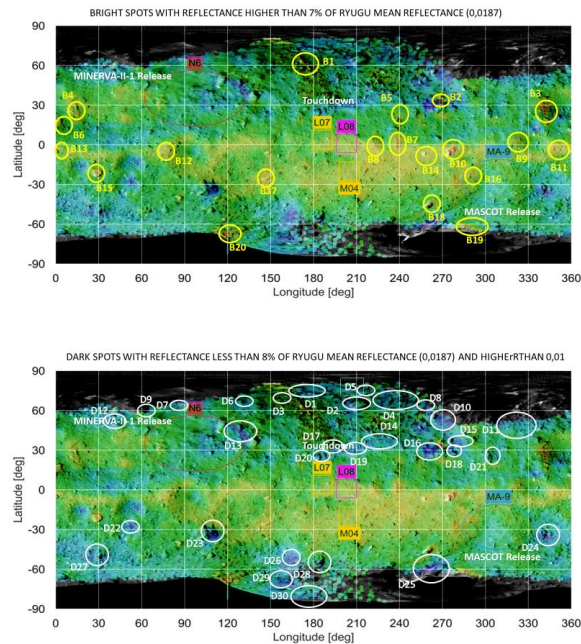 BRIGHT SPOTS WITH REFLECTANCE HIGHER THAN 7% OF RYUGU MEAN REFLECTANCE (0,0187)
90
60
30
0
-30
-60
-90
Latitude [deg]
N6
B1
MINERVA-II-1 Release
B4
Touchdown
B5
B2
B3
B6
L07
L08
B13
B12
B8
B7
B14
B10
MA-9
B9
B11
B15
B17
M04
B16
B18
MASCOT Release
B20
B19
0 30 60 90 120 150 180 210 240 270 300 330 360
Longitude [deg]
DARK SPOTS WITH REFLECTANCE LESS THAN 8% OF RYUGU MEAN REFLECTANCE (0,0187) AND HIGHErRTHAN 0,01
90
60
30
0
-30
-60
-90
Latitude [deg]
D9
D7
N6
D6
D3
D1
D2
D5
D4
D8
D10
D12
MINERVA-II-1 Release
D13
D17
Touchdown
D14
D15
D11
D20
D19
D16
D18
D21
L07
L08
MA-9
D22
D23
M04
D24
D27
D26
MASCOT Release
D29
D28
D25
D30
0 30 60 90 120 150 180 210 240 270 300 330 360
Longitude [deg]